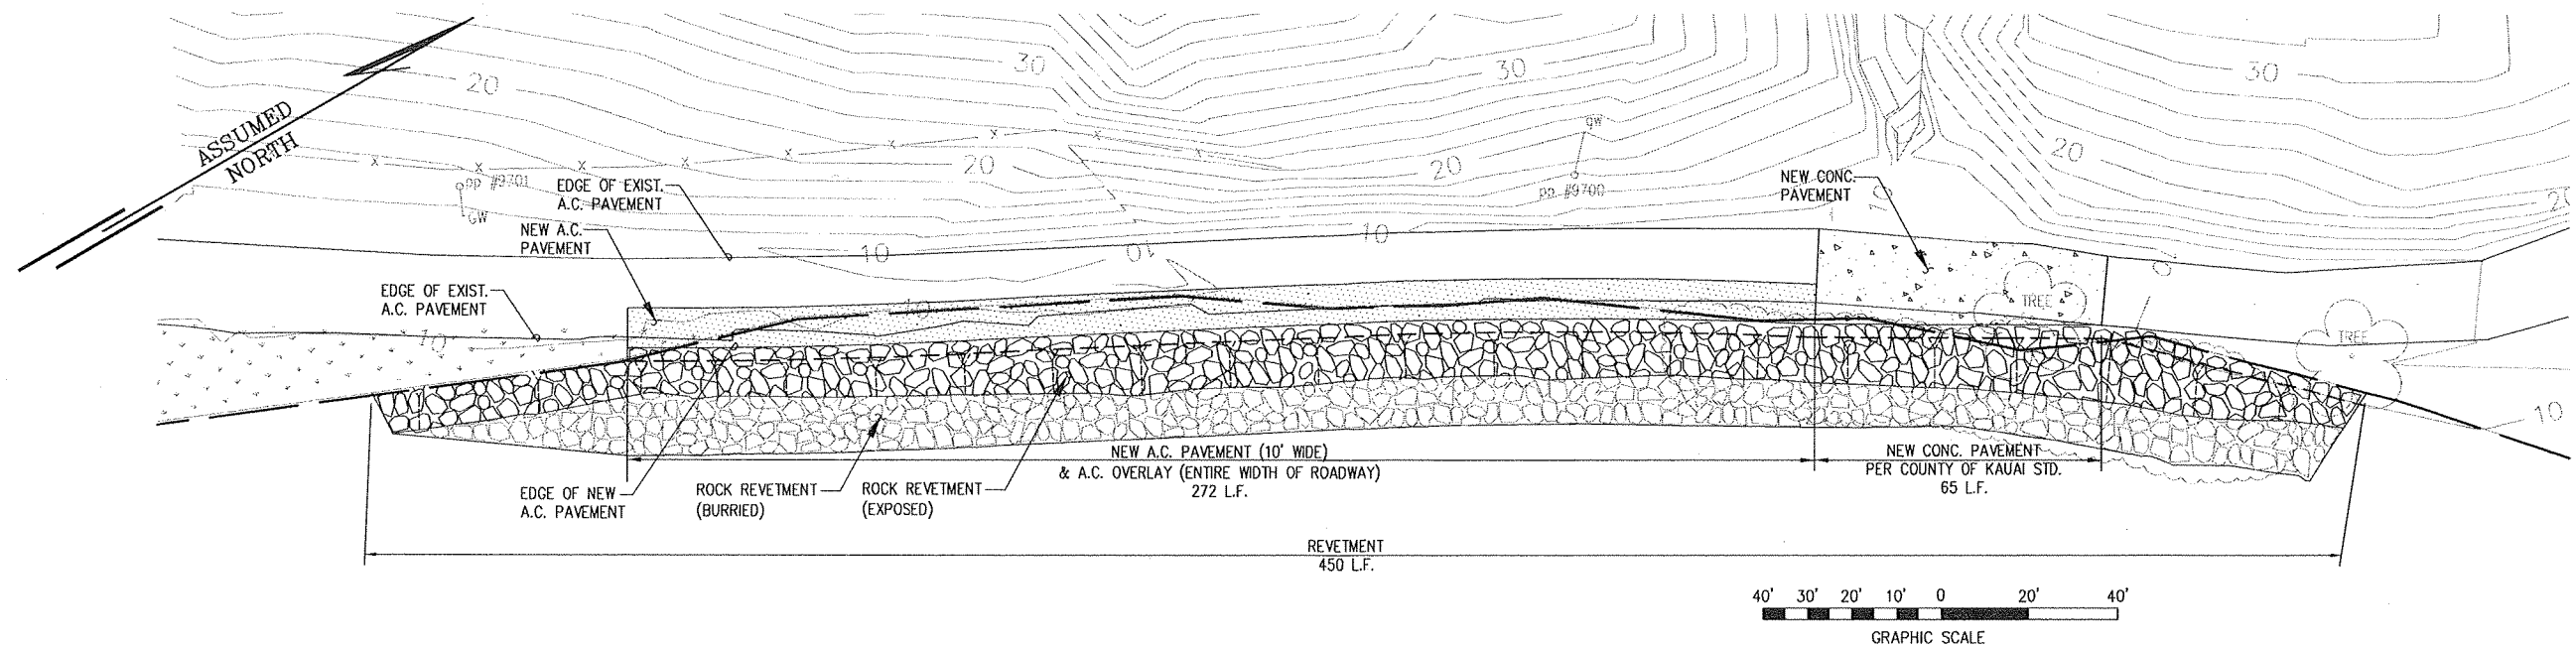 ASSUMED
NORTH
20
30
30
30
20
20
20
20
10
10
10
10
10
10
10
PP #9701
GW
GW
PP #9700
EDGE OF EXIST.
A.C. PAVEMENT
NEW A.C.
PAVEMENT
EDGE OF EXIST.
A.C. PAVEMENT
NEW CONC.
PAVEMENT
TREE
TREE
NEW A.C. PAVEMENT (10' WIDE)
& A.C. OVERLAY (ENTIRE WIDTH OF ROADWAY)
272 L.F.
NEW CONC. PAVEMENT
PER COUNTY OF KAUAI STD.
65 L.F.
EDGE OF NEW
A.C. PAVEMENT
ROCK REVETMENT
(BURRIED)
ROCK REVETMENT
(EXPOSED)
REVETMENT
450 L.F.
40' 30' 20' 10' 0 20' 40'
GRAPHIC SCALE